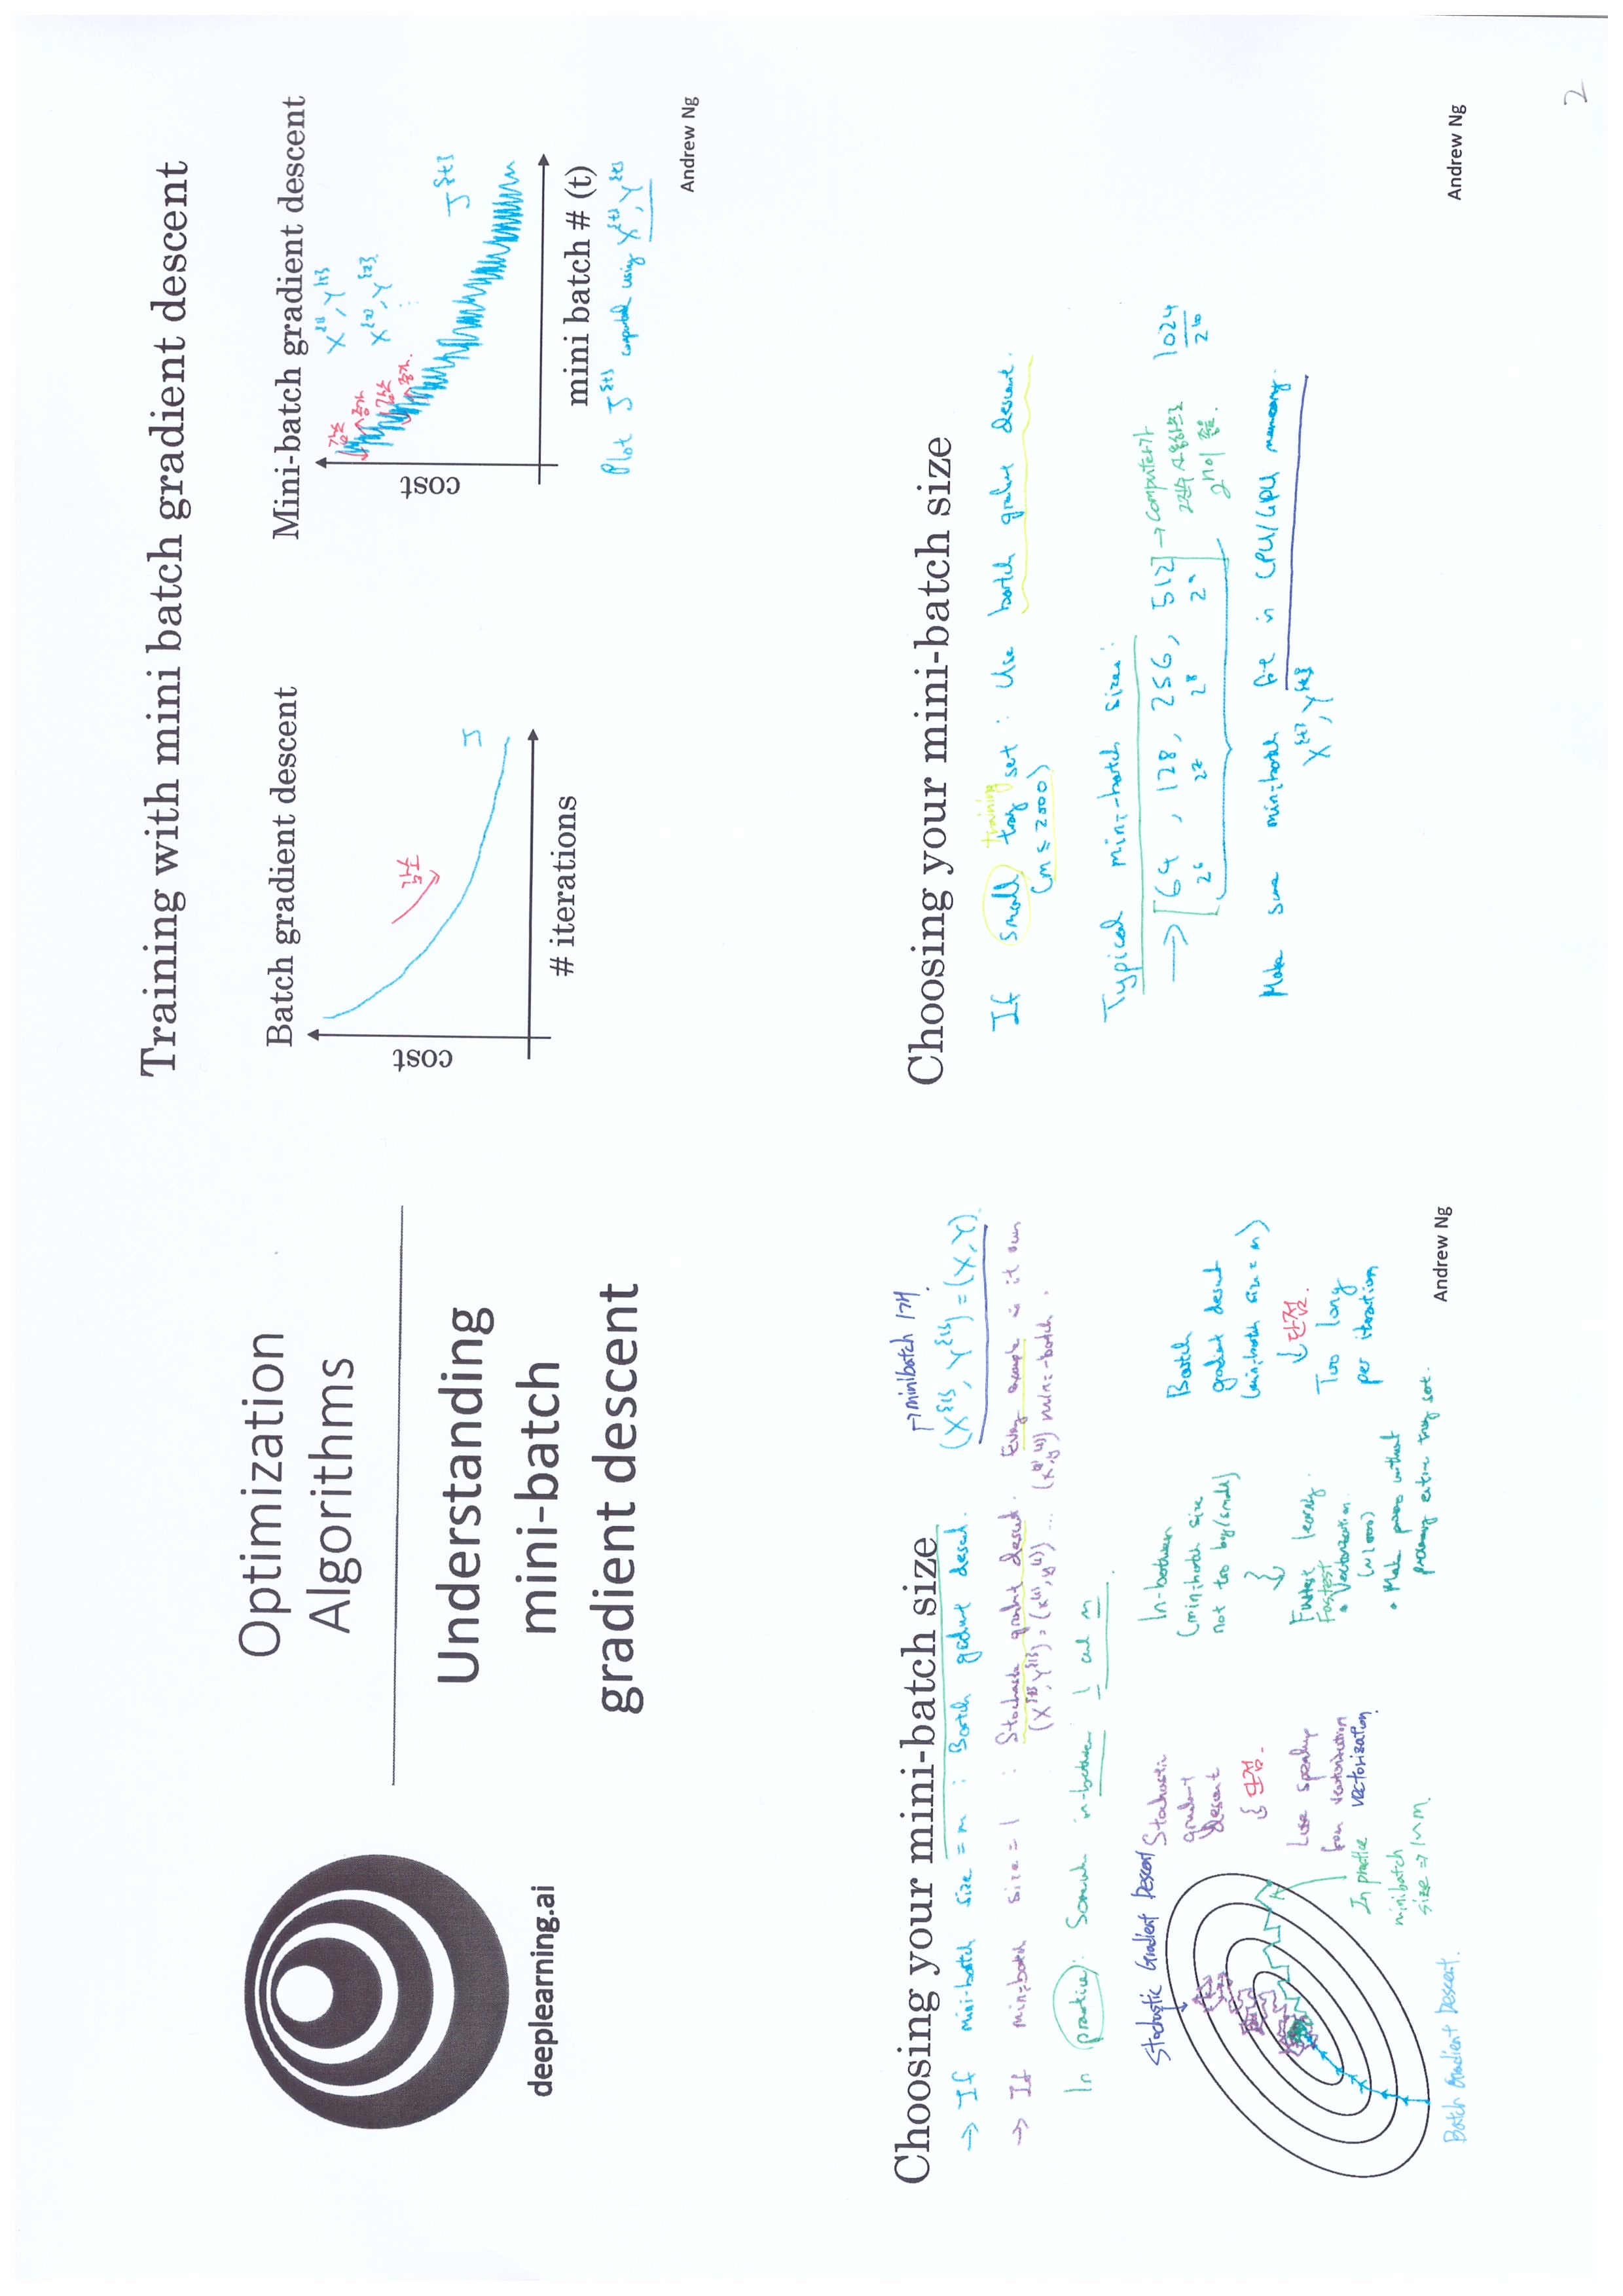 deeplearning.ai
Optimization
Algorithms
Understanding
mini-batch
gradient descent
Training with mini batch gradient descent
Batch gradient descent
cost
감소
J
# iterations
Mini-batch gradient descent
감소
증가
감소
증가.
X^{1}, Y^{1}
X^{2}, Y^{2}.
⋮
cost
J^{t}
mini batch # (t)
Plot J^{t} computed using X^{t}, Y^{t}
Andrew Ng
Choosing your mini-batch size
→ minibatch 1개
→ If mini-batch size = m : Batch gradient descent. (X^{1}, Y^{1}) = (X, Y)
→ If mini-batch size = 1 : Stochastic gradient descent. Every example is it own
(X^{1}, Y^{1}) = (x^(1), y^(1)) ... mini-batch.
In practice: in-between 1 and m.
Stochastic Gradient Descent
Batch Gradient Descent.
In practice
minibatch
size ⇒ 1~m.
Stochastic
gradient
descent
단점.
Lose speedup
from vectorization
vectorization
In-between
(minibatch size
not too big/small)
Fastest learning.
Fastest
• Vectorization.
(~1000)
• Make progress without
processing entire set.
Batch
gradient descent
(mini-batch size = m)
↓ 단점.
Too long
per iteration
Andrew Ng
Choosing your mini-batch size
training
If small set : Use batch gradient descent.
(m ≤ 2000)
Typical mini-batch sizes:
→ [64, 128, 256, 512] 1024
2^6 2^7 2^8 2^9 2^10
→ Computer가
2진수 사용하므로
2^n이 좋음.
Make sure minibatch fit in CPU/GPU memory.
X^{t}, Y^{t}
Andrew Ng
2